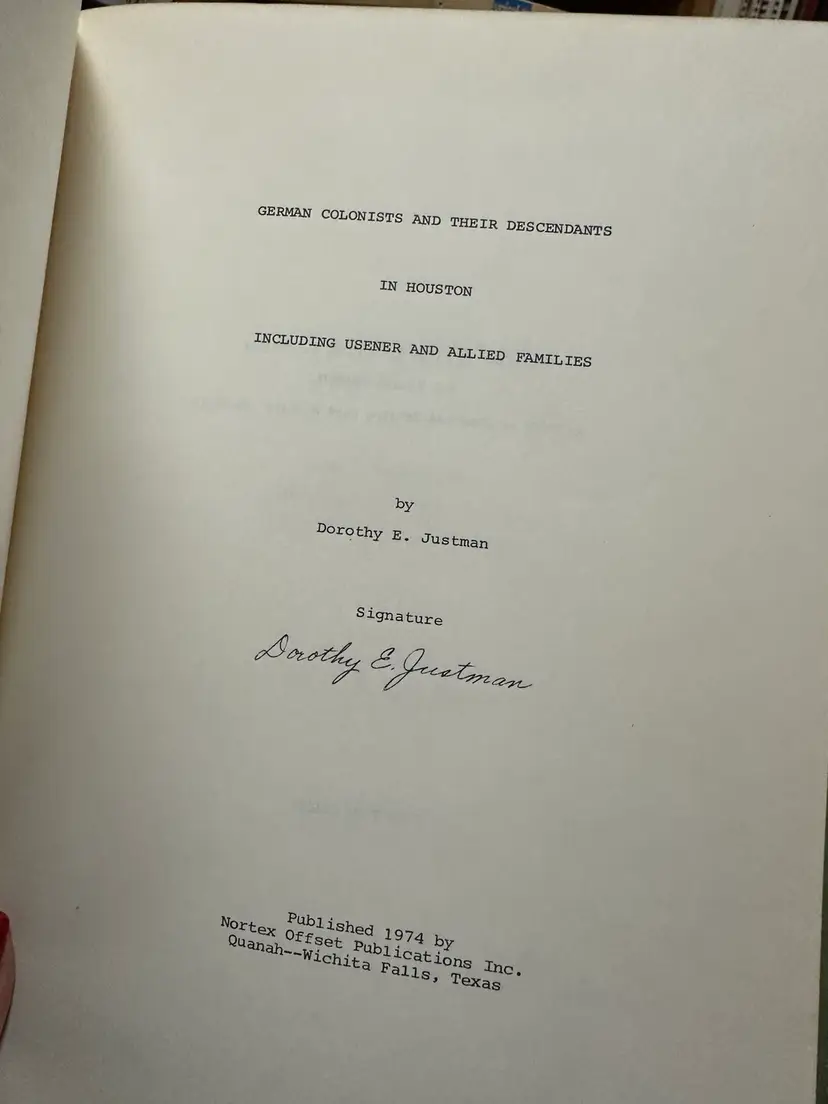 GERMAN COLONISTS AND THEIR DESCENDANTS
IN HOUSTON
INCLUDING USENER AND ALLIED FAMILIES
by
Dorothy E. Justman
Signature
Dorothy E. Justman
Published 1974 by
Nortex Offset Publications Inc.
Quanah--Wichita Falls, Texas